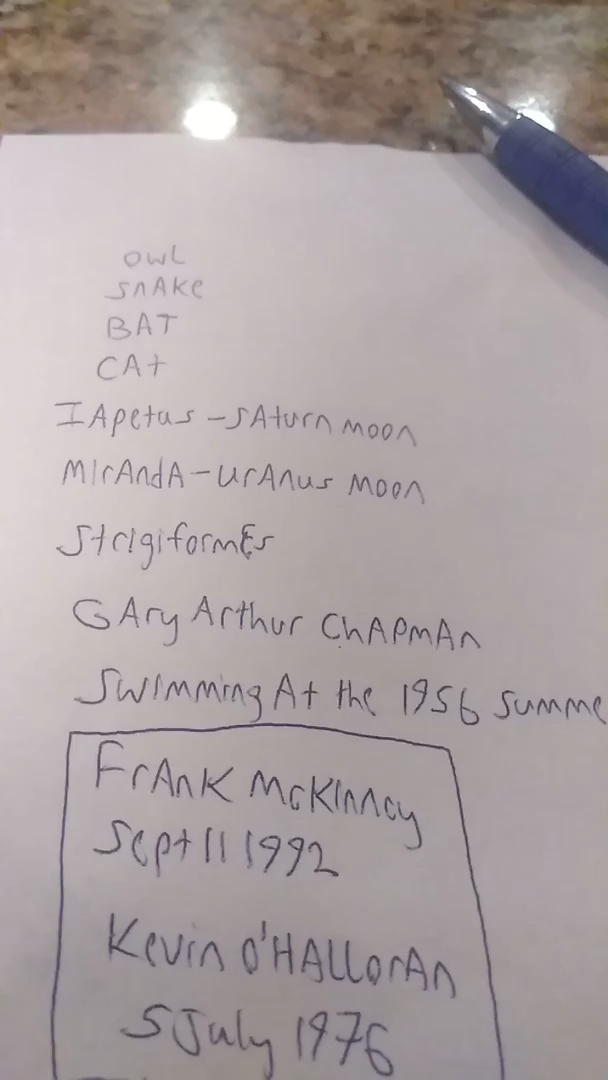 OWL
SNAKE
BAT
CAt
IApetus - SAturn moon
MIrAndA - UrAnus Moon
StrigiformEs
GAry Arthur ChAPmAn
Swimming At the 1956 summe
FrAnK McKInney
Sept 11 1992
Kevin O'HAllorAn
5 July 1976